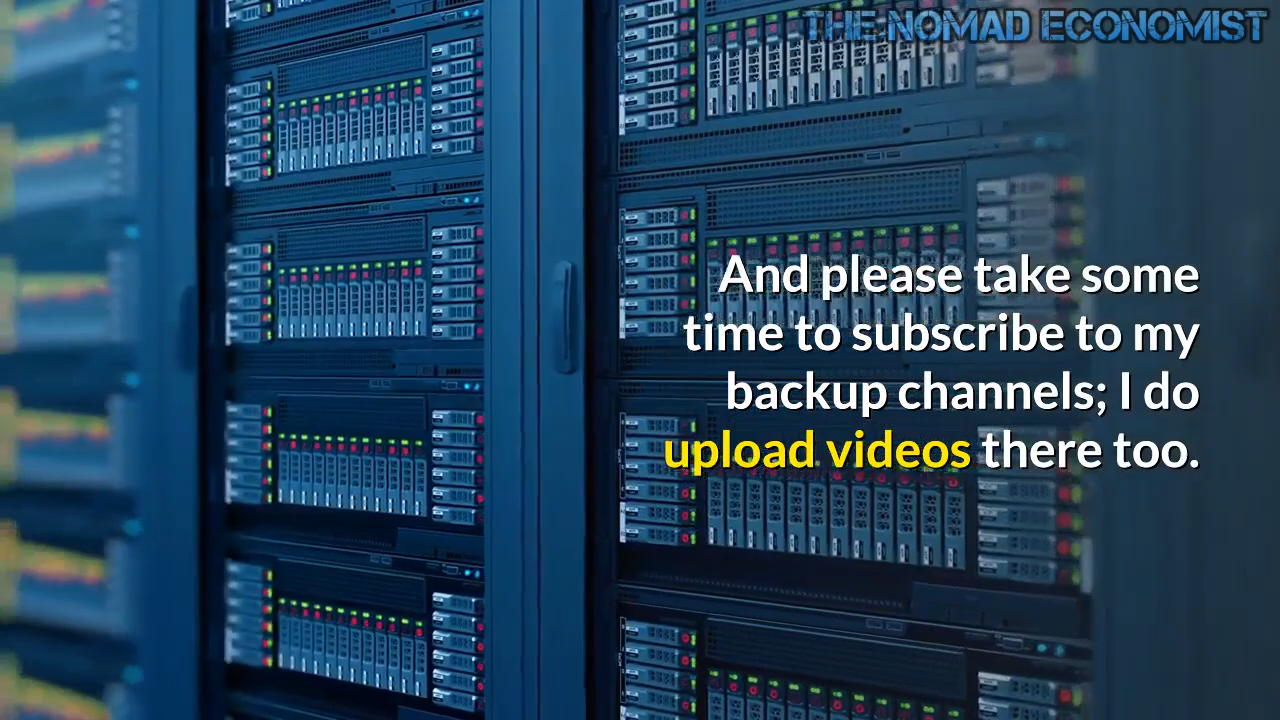 THE NOMAD ECONOMIST
And please take some
time to subscribe to my
backup channels; I do
upload videos there too.